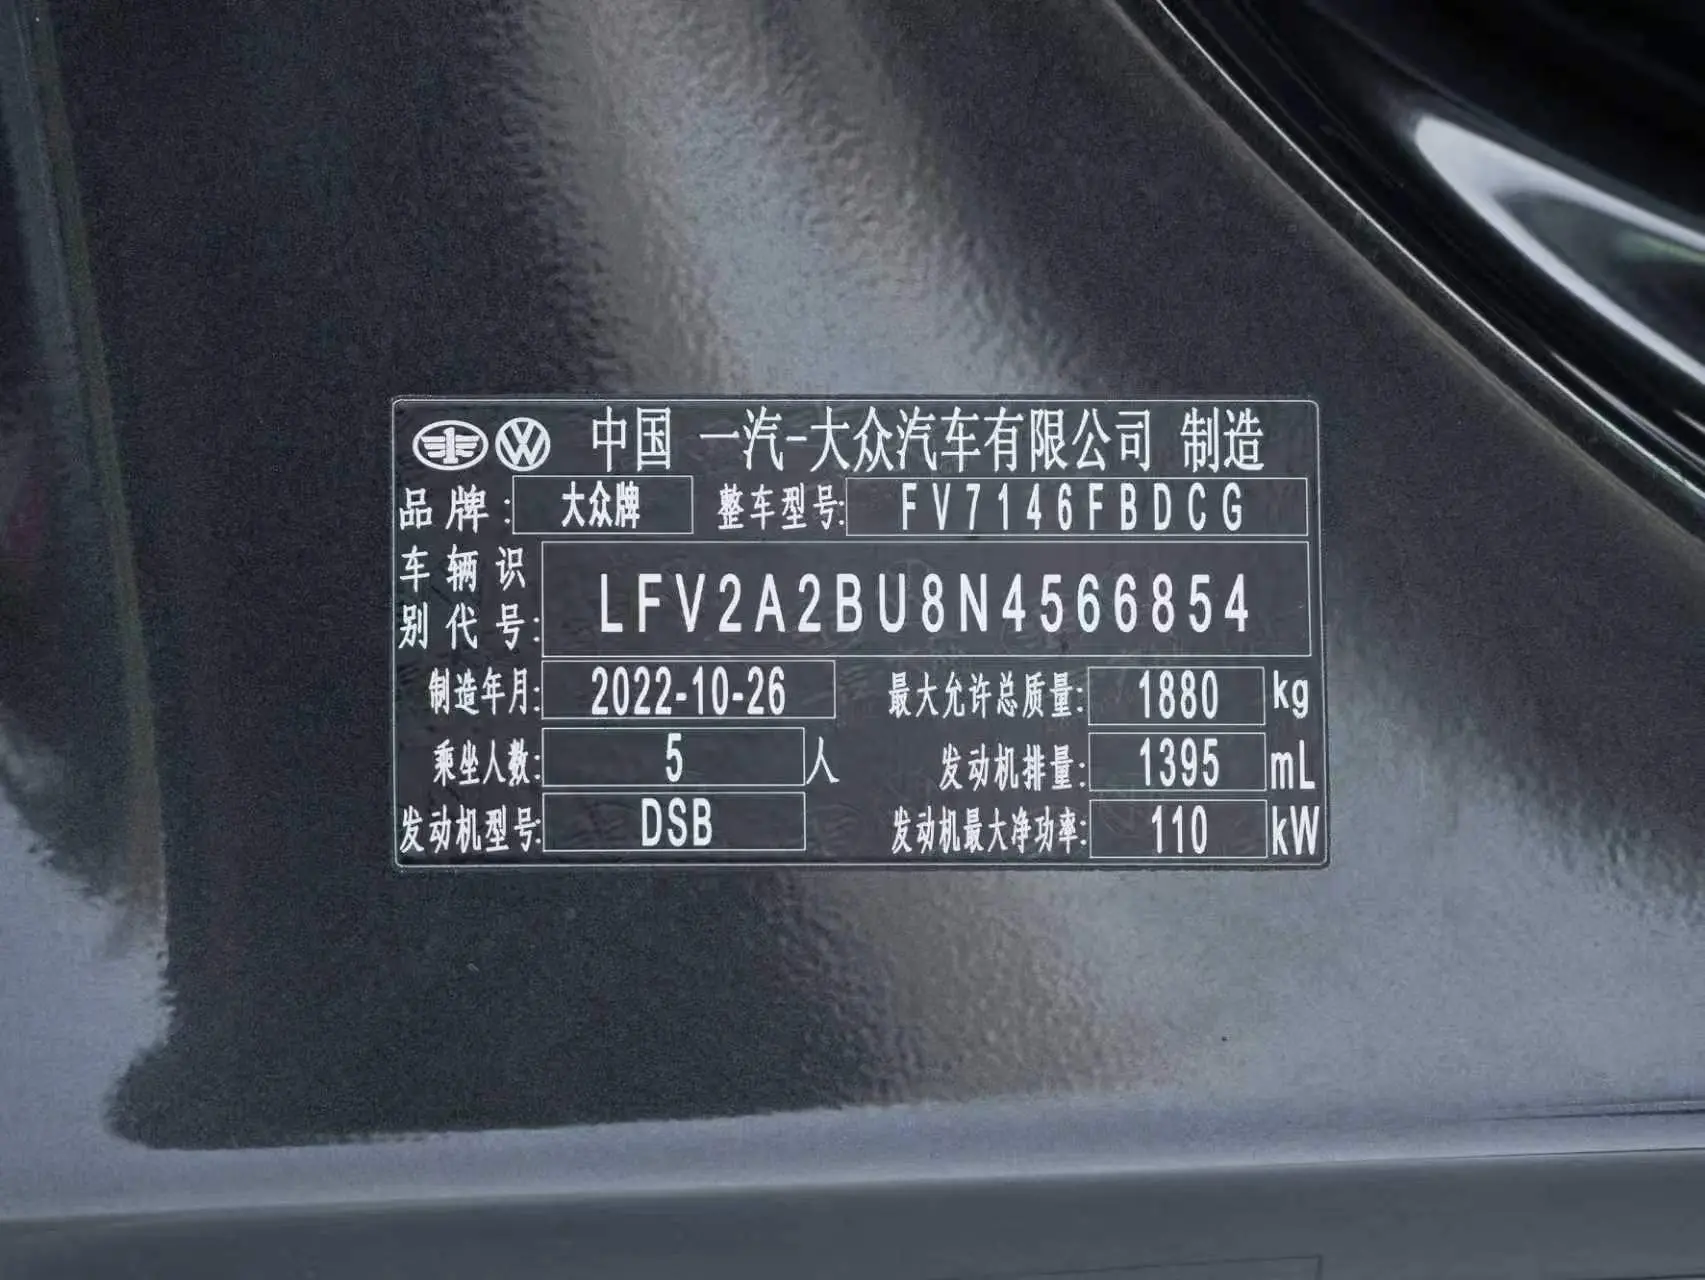 中国 一汽-大众汽车有限公司 制造
品牌: 大众牌 整车型号: FV7146FBDCG
车辆识别代号: LFV2A2BU8N4566854
制造年月: 2022-10-26 最大允许总质量: 1880 kg
乘坐人数: 5 人 发动机排量: 1395 mL
发动机型号: DSB 发动机最大净功率: 110 kW